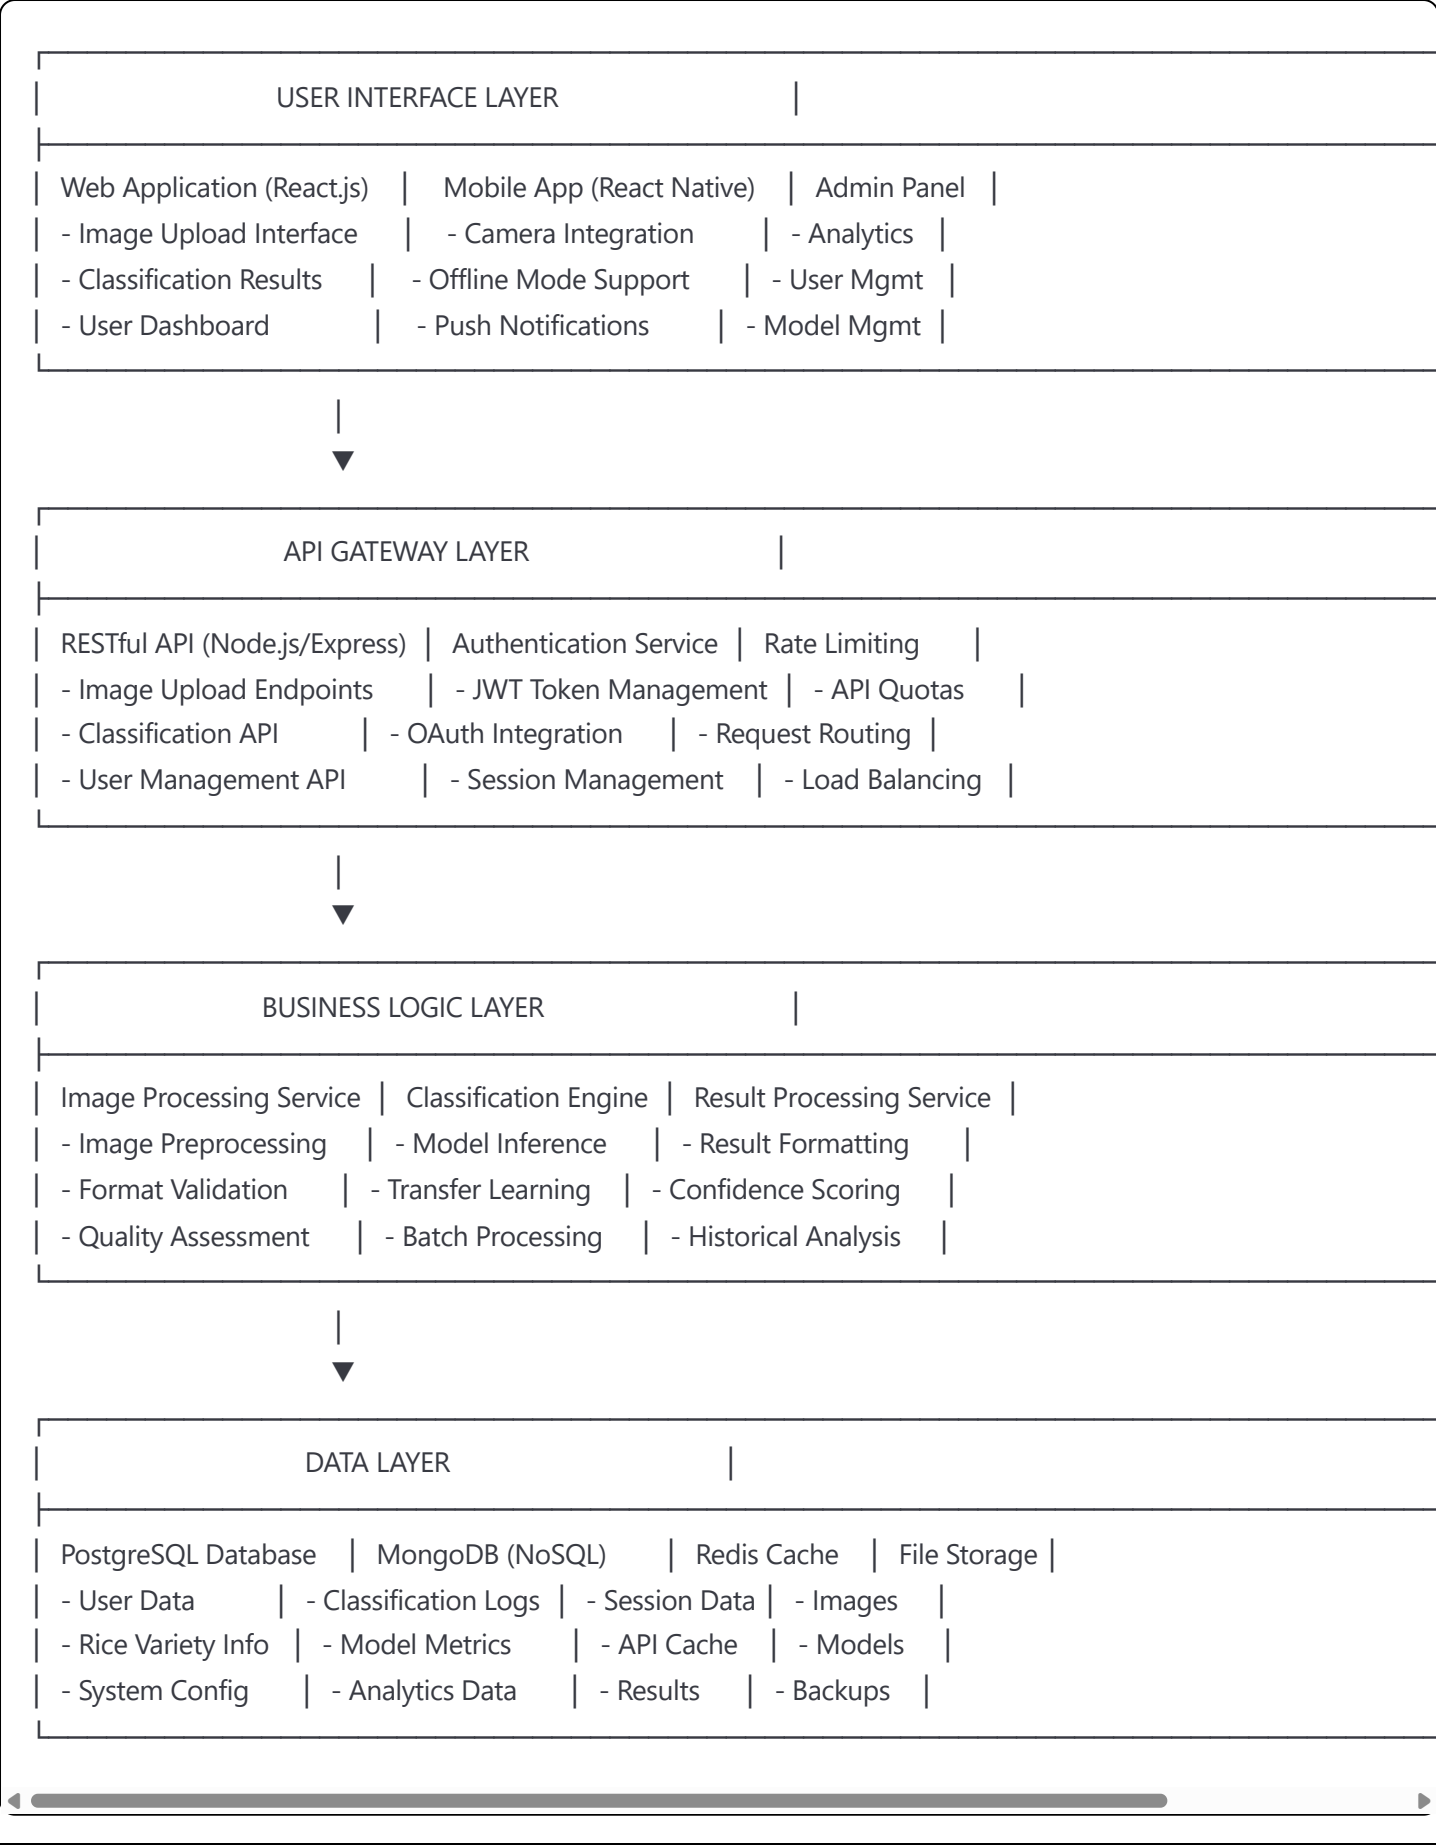 USER INTERFACE LAYER
Web Application (React.js) | Mobile App (React Native) | Admin Panel |
- Image Upload Interface | - Camera Integration | - Analytics |
- Classification Results | - Offline Mode Support | - User Mgmt |
- User Dashboard | - Push Notifications | - Model Mgmt |
▼
API GATEWAY LAYER
RESTful API (Node.js/Express) | Authentication Service | Rate Limiting |
- Image Upload Endpoints | - JWT Token Management | - API Quotas |
- Classification API | - OAuth Integration | - Request Routing |
- User Management API | - Session Management | - Load Balancing |
▼
BUSINESS LOGIC LAYER
Image Processing Service | Classification Engine | Result Processing Service |
- Image Preprocessing | - Model Inference | - Result Formatting |
- Format Validation | - Transfer Learning | - Confidence Scoring |
- Quality Assessment | - Batch Processing | - Historical Analysis |
▼
DATA LAYER
PostgreSQL Database | MongoDB (NoSQL) | Redis Cache | File Storage |
- User Data | - Classification Logs | - Session Data | - Images |
- Rice Variety Info | - Model Metrics | - API Cache | - Models |
- System Config | - Analytics Data | - Results | - Backups |